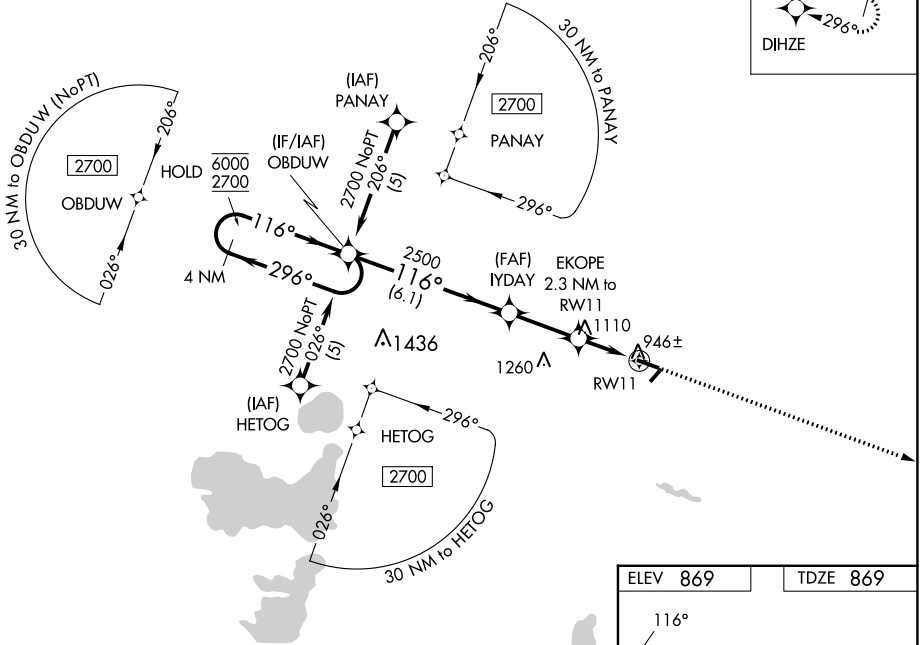 296°
DIHZE
30 NM to PANAY
206°
2700
PANAY
296°
(IAF)
PANAY
2700 NoPT
206°
(5)
30 NM to OBDUW (NoPT)
206°
2700
OBDUW
026°
(IF/IAF)
OBDUW
HOLD
6000
2700
116°
296°
4 NM
2500
116°
(6.1)
(FAF)
IYDAY
EKOPE
2.3 NM to
RW11
1110
946±
1260
RW11
2700 NoPT
026°
(5)
1436
(IAF)
HETOG
296°
HETOG
2700
026°
30 NM to HETOG
ELEV 869
TDZE 869
116°